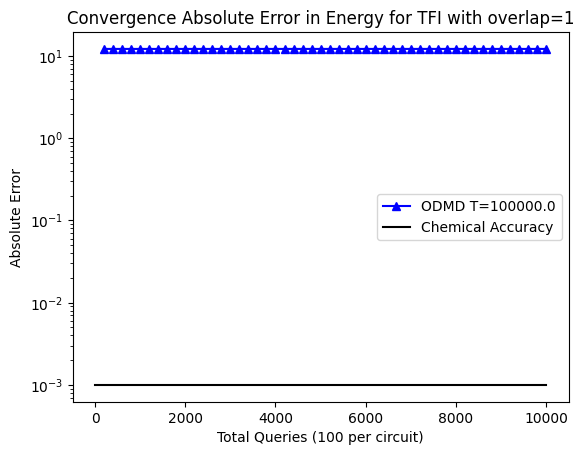 Convergence Absolute Error in Energy for TFI with overlap=1
Absolute Error
10¹
10⁰
10⁻¹
10⁻²
10⁻³
ODMD T=100000.0
Chemical Accuracy
0 2000 4000 6000 8000 10000
Total Queries (100 per circuit)